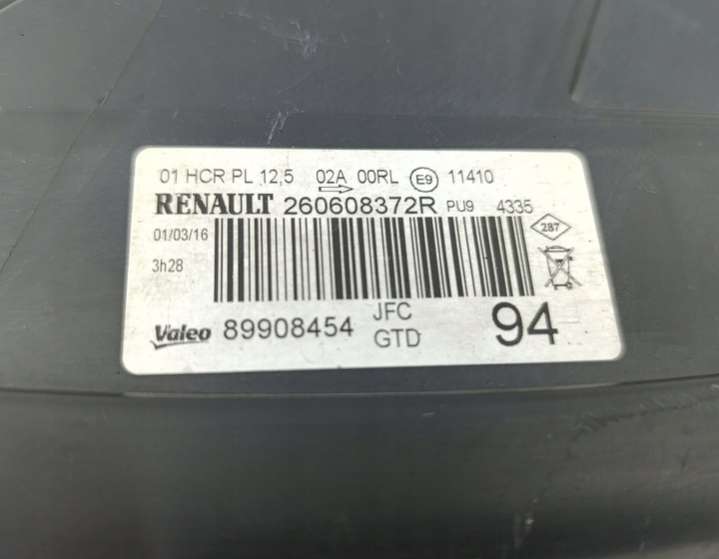 01 HCR PL 12,5 02A 00RL E9 11410
RENAULT 260608372R PU9 4335
01/03/16
287
3h28
JFC
Valeo 89908454
GTD
94